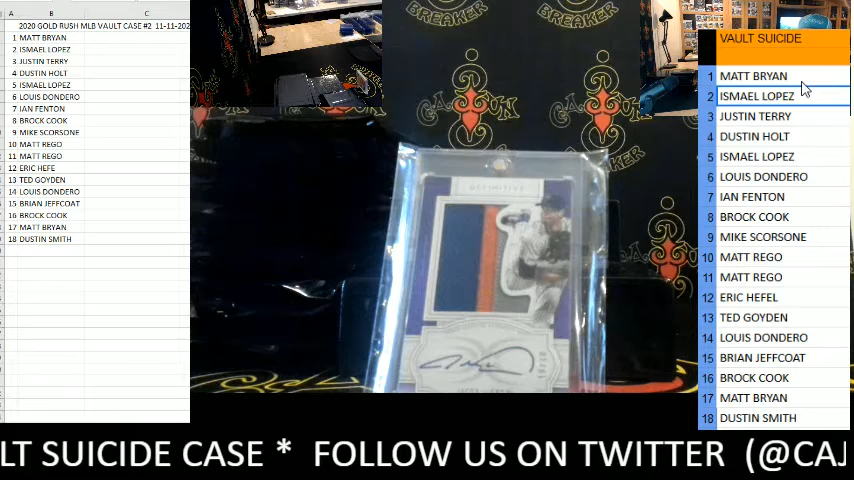 A B C
2020 GOLD RUSH MLB VAULT CASE #2 11-11-202
1 MATT BRYAN
2 ISMAEL LOPEZ
3 JUSTIN TERRY
4 DUSTIN HOLT
5 ISMAEL LOPEZ
6 LOUIS DONDERO
7 IAN FENTON
8 BROCK COOK
9 MIKE SCORSONE
10 MATT REGO
11 MATT REGO
12 ERIC HEFE
13 TED GOYDEN
14 LOUIS DONDERO
15 BRIAN JEFFCOAT
16 BROCK COOK
17 MATT BRYAN
18 DUSTIN SMITH
BREAKER
BREAKER
CAJUN
CAJUN
DEFINITIVE
VAULT SUICIDE
1 MATT BRYAN
2 ISMAEL LOPEZ
3 JUSTIN TERRY
4 DUSTIN HOLT
5 ISMAEL LOPEZ
6 LOUIS DONDERO
7 IAN FENTON
8 BROCK COOK
9 MIKE SCORSONE
10 MATT REGO
11 MATT REGO
12 ERIC HEFEL
13 TED GOYDEN
14 LOUIS DONDERO
15 BRIAN JEFFCOAT
16 BROCK COOK
17 MATT BRYAN
18 DUSTIN SMITH
LT SUICIDE CASE * FOLLOW US ON TWITTER (@CAJ